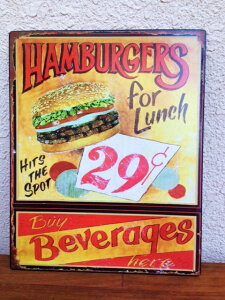 HAMBURGERS
for
Lunch
HITS
THE
SPOT
29¢
Buy
Beverages
here